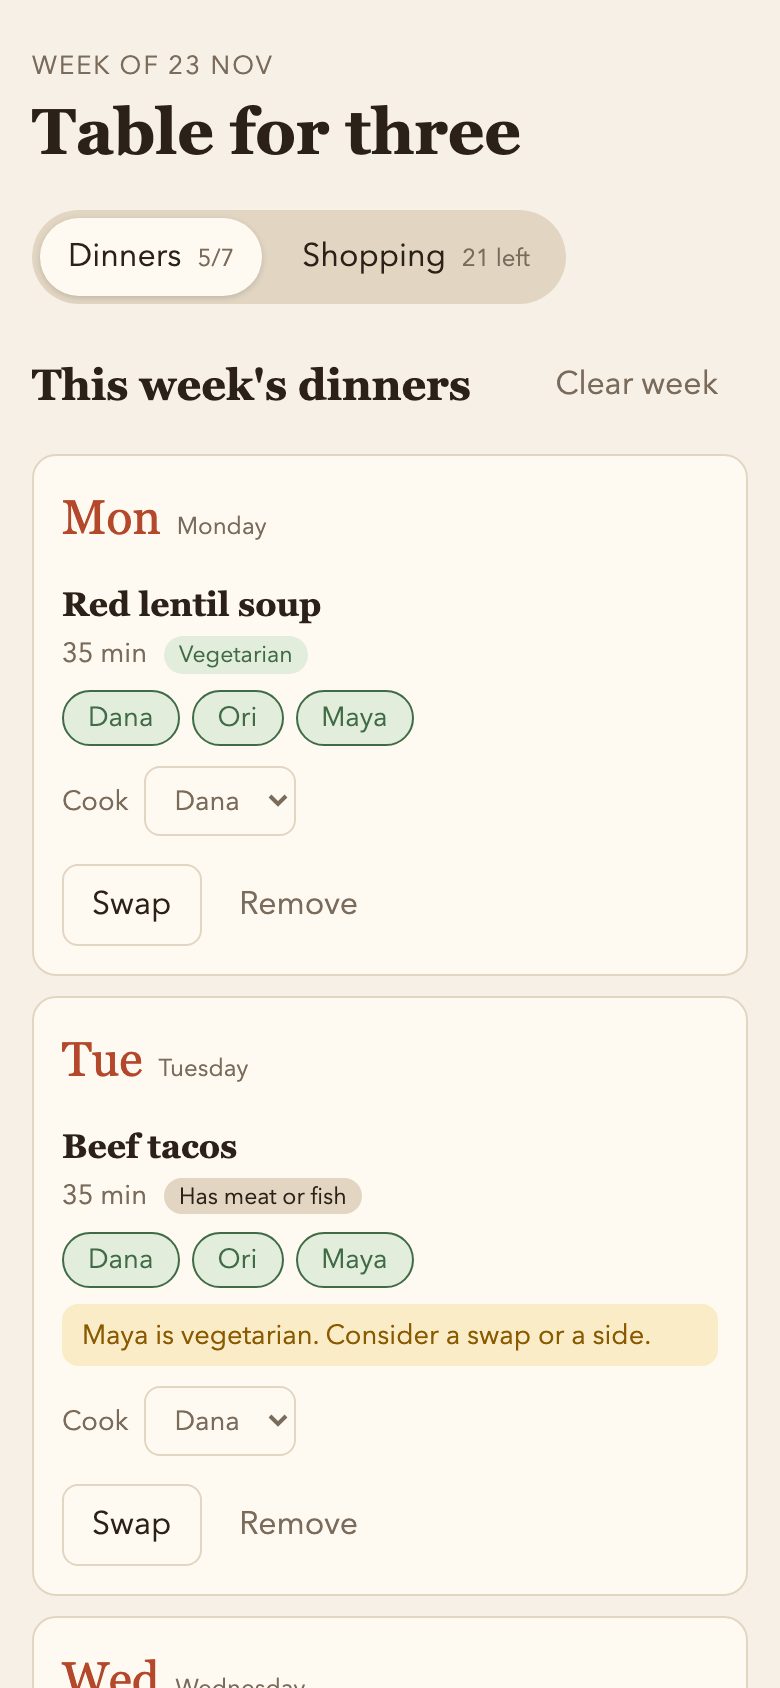 WEEK OF 23 NOV
Table for three
Dinners 5/7 Shopping 21 left
This week's dinners Clear week
Mon Monday
Red lentil soup
35 min Vegetarian
Dana Ori Maya
Cook Dana
Swap Remove
Tue Tuesday
Beef tacos
35 min Has meat or fish
Dana Ori Maya
Maya is vegetarian. Consider a swap or a side.
Cook Dana
Swap Remove
Wed Wednesday